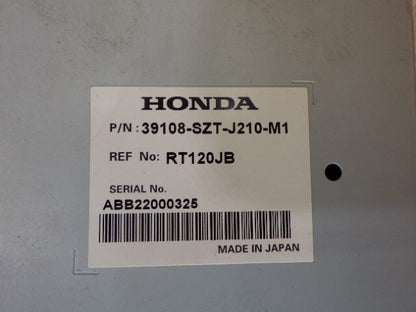 HONDA
P/N : 39108-SZT-J210-M1
REF No: RT120JB
SERIAL No.
ABB22000325
MADE IN JAPAN